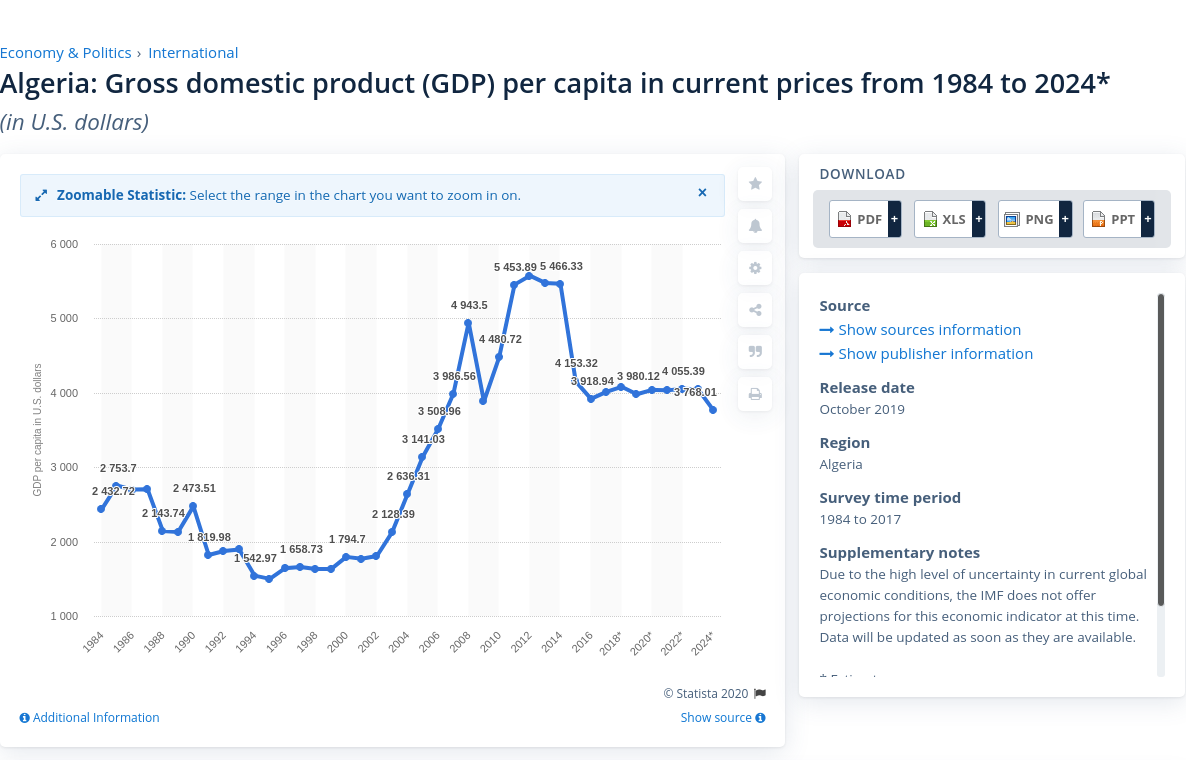 Economy & Politics › International
Algeria: Gross domestic product (GDP) per capita in current prices from 1984 to 2024*
(in U.S. dollars)
Zoomable Statistic: Select the range in the chart you want to zoom in on.
×
GDP per capita in U.S. dollars
6 000
5 000
4 000
3 000
2 000
1 000
2 432.72
2 753.7
2 143.74
2 473.51
1 819.98
1 542.97
1 658.73
1 794.7
2 128.39
2 636.31
3 141.03
3 508.96
3 986.56
4 943.5
4 480.72
5 453.89
5 466.33
4 153.32
3 918.94
3 980.12
4 055.39
3 768.01
1984
1986
1988
1990
1992
1994
1996
1998
2000
2002
2004
2006
2008
2010
2012
2014
2016
2018*
2020*
2022*
2024*
© Statista 2020
Additional Information
Show source
DOWNLOAD
PDF + XLS + PNG + PPT +
Source
Show sources information
Show publisher information
Release date
October 2019
Region
Algeria
Survey time period
1984 to 2017
Supplementary notes
Due to the high level of uncertainty in current global
economic conditions, the IMF does not offer
projections for this economic indicator at this time.
Data will be updated as soon as they are available.